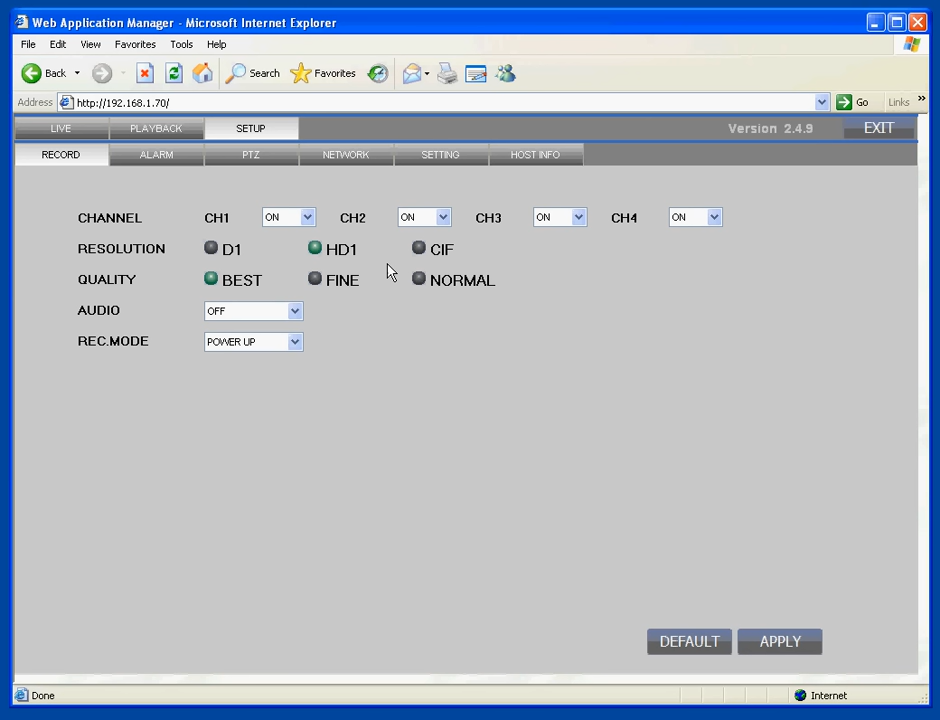 Web Application Manager - Microsoft Internet Explorer
File Edit View Favorites Tools Help
Back Search Favorites
Address http://192.168.1.70/ Go Links »
LIVE PLAYBACK SETUP Version 2.4.9 EXIT
RECORD ALARM PTZ NETWORK SETTING HOST INFO
CHANNEL CH1 ON CH2 ON CH3 ON CH4 ON
RESOLUTION D1 HD1 CIF
QUALITY BEST FINE NORMAL
AUDIO OFF
REC.MODE POWER UP
DEFAULT APPLY
Done Internet